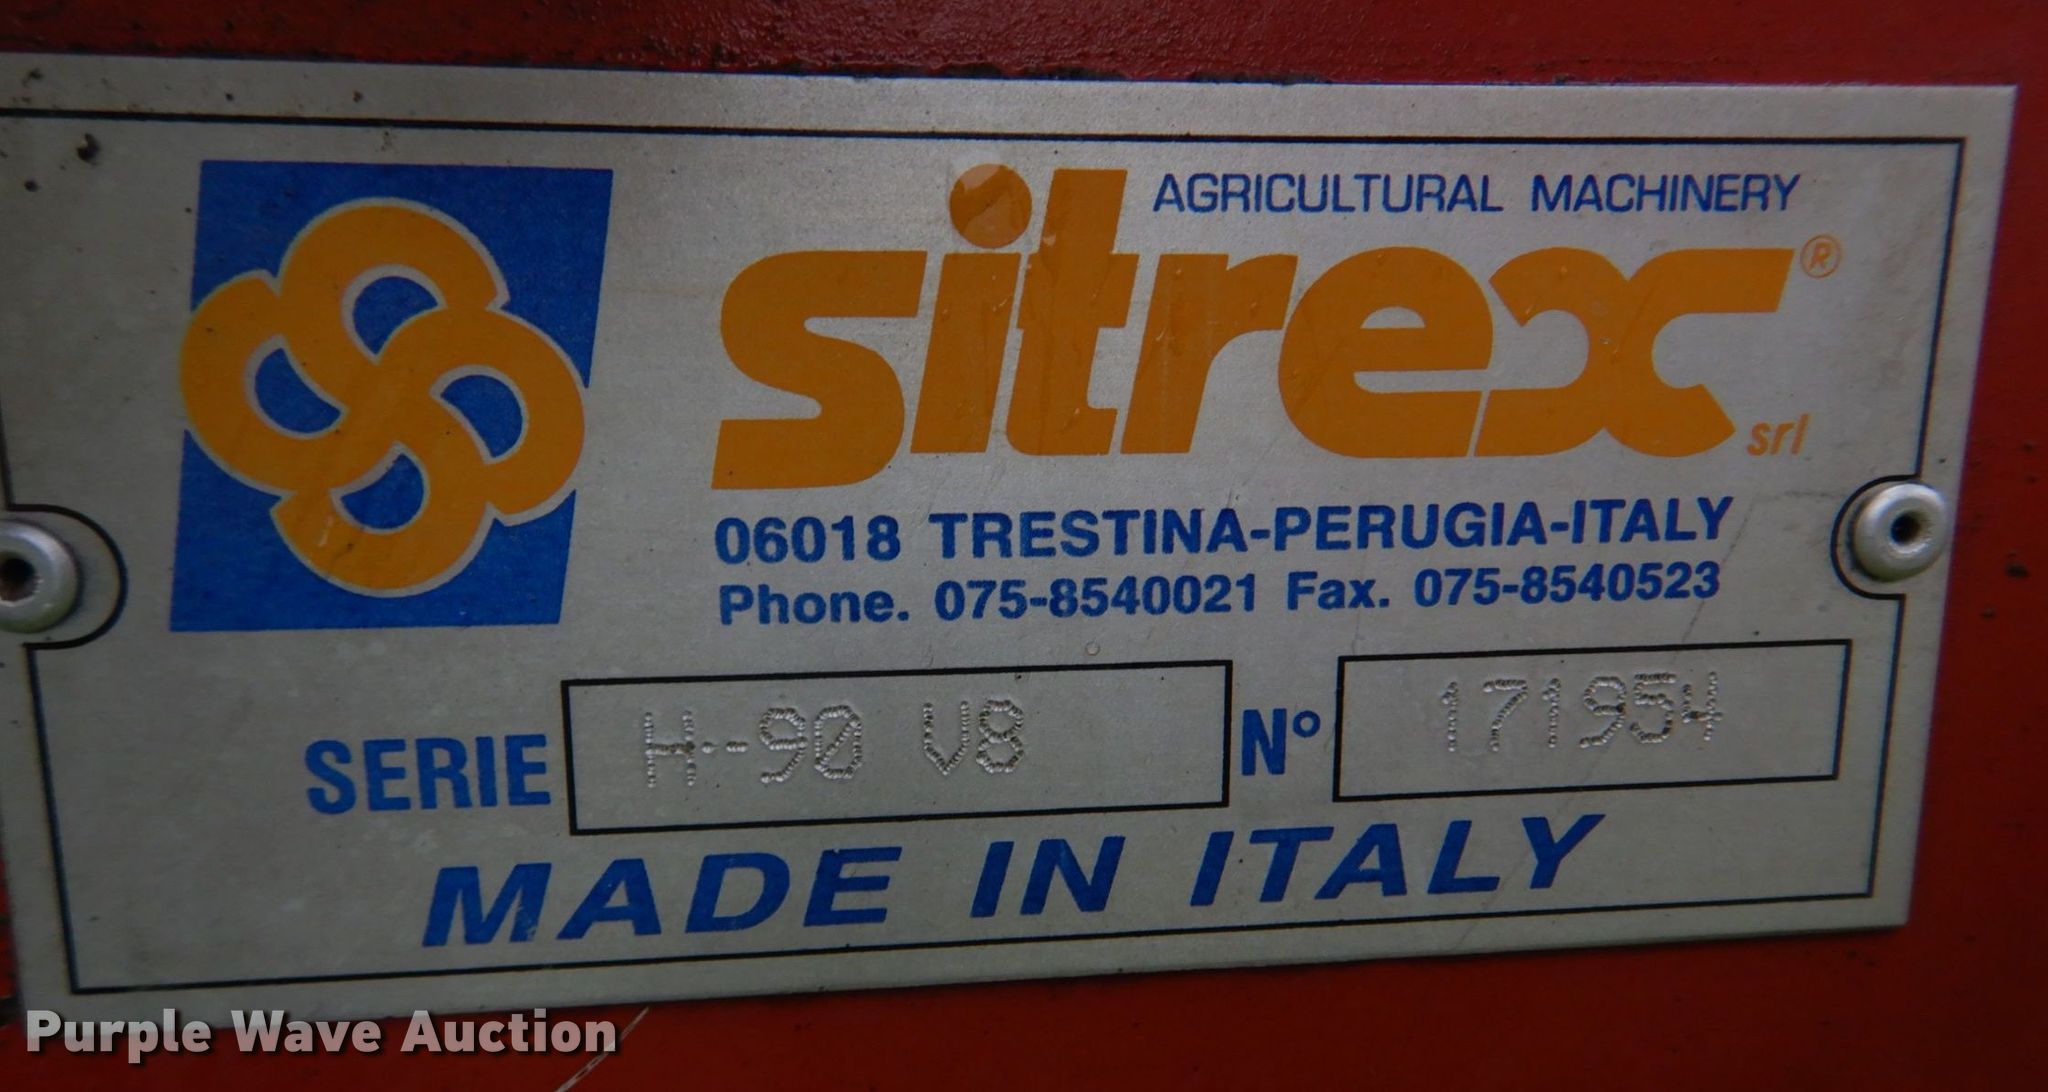 AGRICULTURAL MACHINERY
sitrex® srl
06018 TRESTINA-PERUGIA-ITALY
Phone. 075-8540021 Fax. 075-8540523
SERIE H--90 V8 N° 171954
MADE IN ITALY
Purple Wave Auction